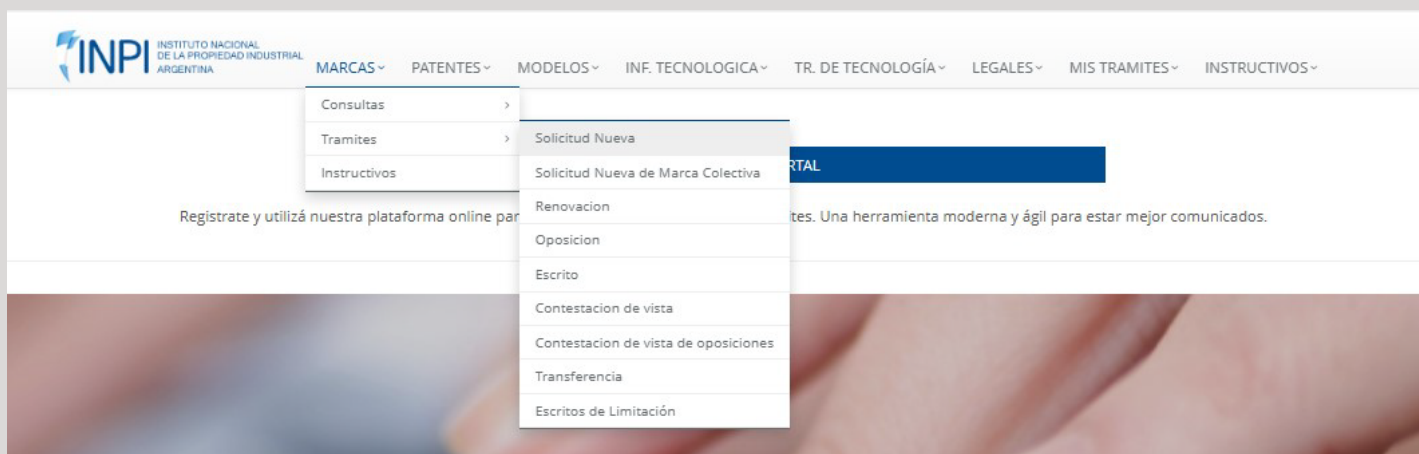 INPI INSTITUTO NACIONAL
DE LA PROPIEDAD INDUSTRIAL
ARGENTINA
MARCAS PATENTES MODELOS INF. TECNOLOGICA TR. DE TECNOLOGÍA LEGALES MIS TRAMITES INSTRUCTIVOS
Consultas
Tramites
Instructivos
Solicitud Nueva
Solicitud Nueva de Marca Colectiva
Renovacion
Oposicion
Escrito
Contestacion de vista
Contestacion de vista de oposiciones
Transferencia
Escritos de Limitación
RTAL
Registrate y utilizá nuestra plataforma online par tes. Una herramienta moderna y ágil para estar mejor comunicados.